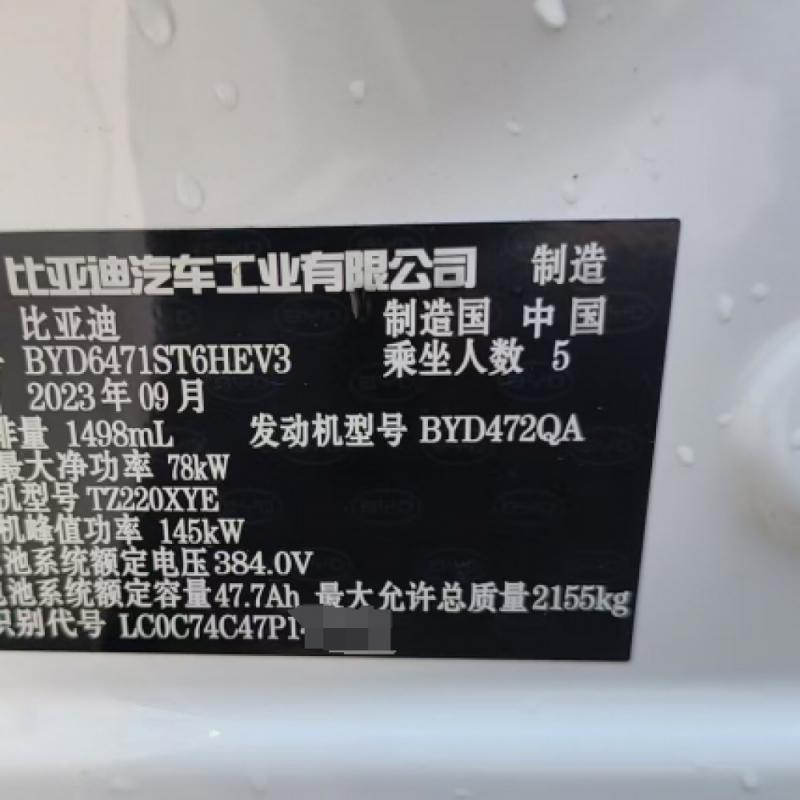 比亚迪汽车工业有限公司 制造
比亚迪 制造国 中国
BYD6471ST6HEV3 乘坐人数 5
2023年09月
排量 1498mL 发动机型号 BYD472QA
最大净功率 78kW
机型号 TZ220XYE
机峰值功率 145kW
池系统额定电压 384.0V
电池系统额定容量 47.7Ah 最大允许总质量 2155kg
识别代号 LC0C74C47P1